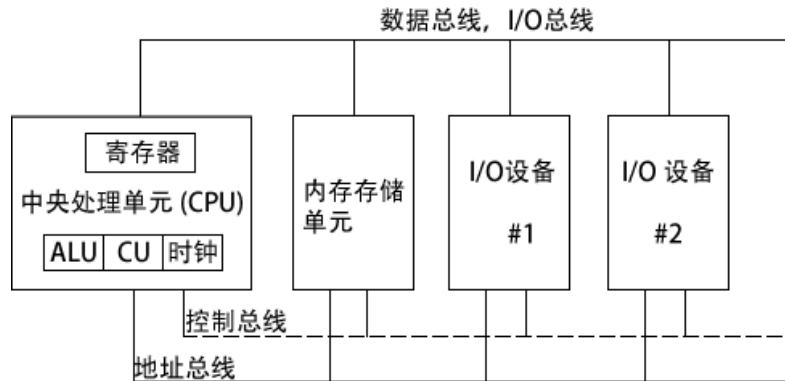 数据总线，I/O总线
寄存器
中央处理单元 (CPU)
ALU CU 时钟
内存存储
单元
I/O设备
#1
I/O 设备
#2
控制总线
地址总线